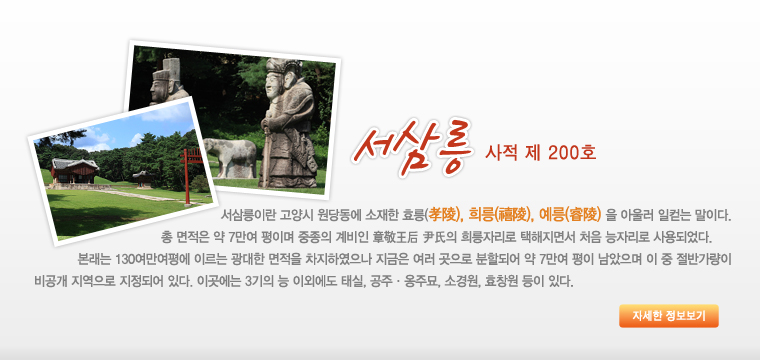 서삼릉 사적 제 200호
서삼릉이란 고양시 원당동에 소재한 효릉(孝陵), 희릉(禧陵), 예릉(睿陵) 을 아울러 일컫는 말이다.
총 면적은 약 7만여 평이며 중종의 계비인 章敬王后 尹氏의 희릉자리로 택해지면서 처음 능자리로 사용되었다.
본래는 130여만여평에 이르는 광대한 면적을 차지하였으나 지금은 여러 곳으로 분할되어 약 7만여 평이 남았으며 이 중 절반가량이
비공개 지역으로 지정되어 있다. 이곳에는 3기의 능 이외에도 태실, 공주 · 옹주묘, 소경원, 효창원 등이 있다.
자세한 정보보기